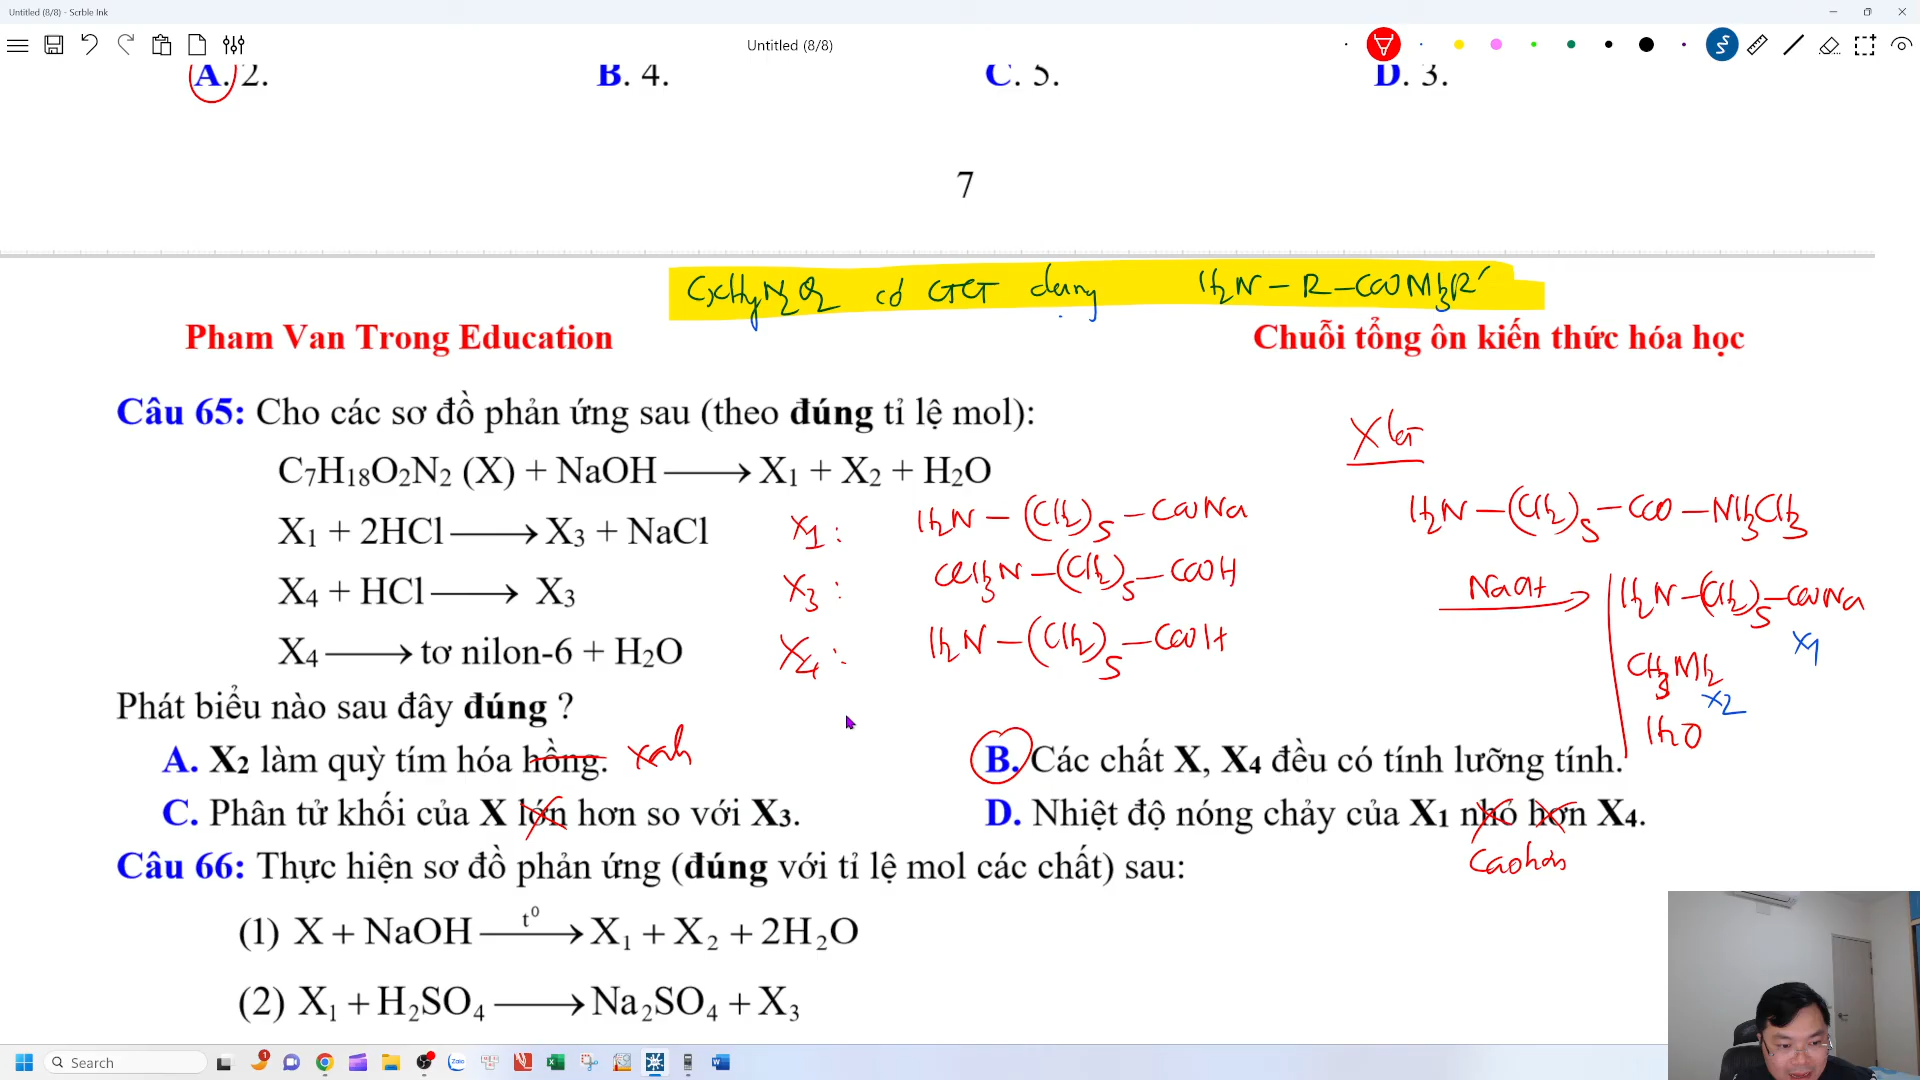 Untitled (8/8) - Scrble Ink
Untitled (8/8)
A. 2. B. 4. C. 5. D. 3.
7
CxHyN2O2 có CTCT dạng H2N – R – COONH3R'
Pham Van Trong Education Chuỗi tổng ôn kiến thức hóa học
Câu 65: Cho các sơ đồ phản ứng sau (theo đúng tỉ lệ mol):
C7H18O2N2 (X) + NaOH ⟶ X1 + X2 + H2O
X1 + 2HCl ⟶ X3 + NaCl
X4 + HCl ⟶ X3
X4 ⟶ tơ nilon-6 + H2O
X1 : H2N – (CH2)5 – COONa
X3 : ClH3N – (CH2)5 – COOH
X4 : H2N – (CH2)5 – COOH
H2N – (CH2)5 – COO – NH3CH3
NaOH → H2N – (CH2)5 – COONa
X1
CH3NH2
X2
H2O
Phát biểu nào sau đây đúng ?
A. X2 làm quỳ tím hóa hồng. xanh
B. Các chất X, X4 đều có tính lưỡng tính.
C. Phân tử khối của X lớn hơn so với X3.
D. Nhiệt độ nóng chảy của X1 nhỏ hơn X4.
cao hơn
Câu 66: Thực hiện sơ đồ phản ứng (đúng với tỉ lệ mol các chất) sau:
(1) X + NaOH —t⁰→ X₁ + X₂ + 2H₂O
(2) X₁ + H₂SO₄ ⟶ Na₂SO₄ + X₃
Search
1
Zalo